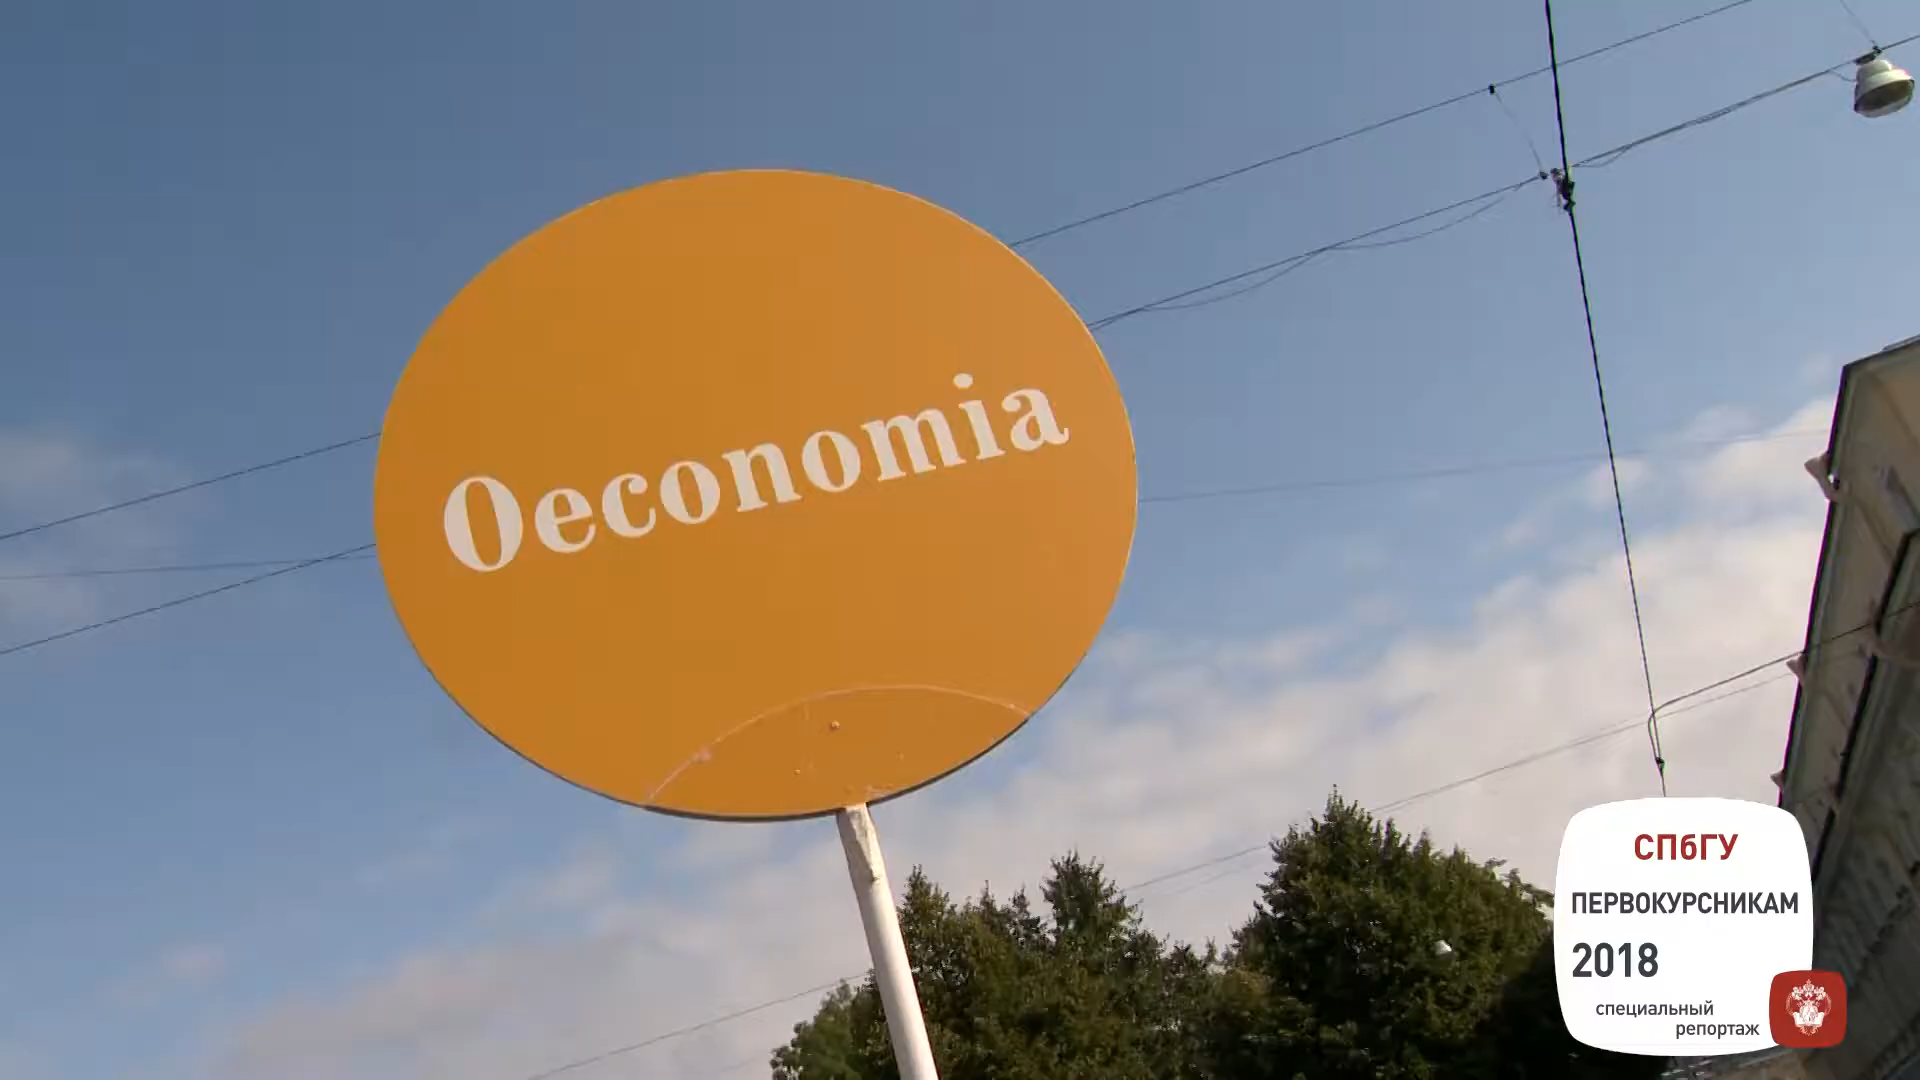 Oeconomia
СПбГУ
ПЕРВОКУРСНИКАМ
2018
специальный
репортаж